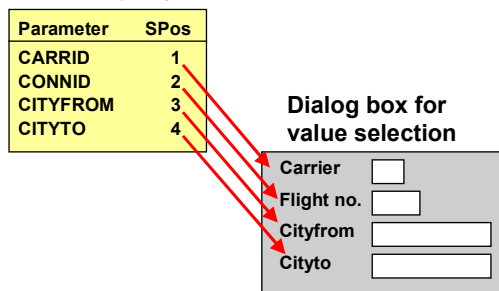 Parameter SPos
CARRID 1
CONNID 2
CITYFROM 3
CITYTO 4
Dialog box for
value selection
Carrier
Flight no.
Cityfrom
Cityto